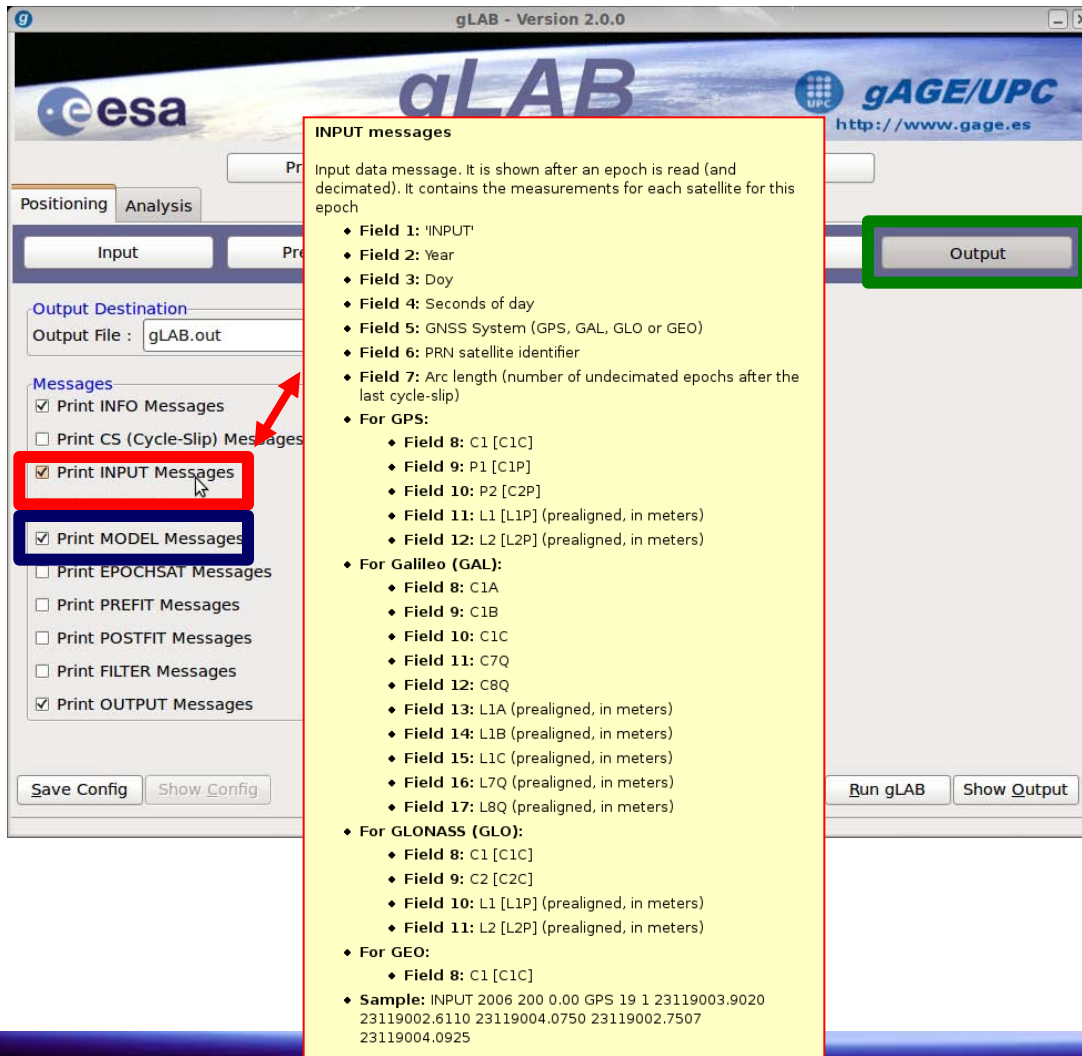 gLAB - Version 2.0.0
esa
gLAB
UPC
gAGE/UPC
http://www.gage.es
Positioning
Analysis
Input
Output
Output Destination
Output File :
gLAB.out
Messages
Print INFO Messages
Print CS (Cycle-Slip) Messages
Print INPUT Messages
Print MODEL Messages
Print EPOCHSAT Messages
Print PREFIT Messages
Print POSTFIT Messages
Print FILTER Messages
Print OUTPUT Messages
Save Config
Show Config
Run gLAB
Show Output
INPUT messages
Input data message. It is shown after an epoch is read (and
decimated). It contains the measurements for each satellite for this
epoch
Field 1: 'INPUT'
Field 2: Year
Field 3: Doy
Field 4: Seconds of day
Field 5: GNSS System (GPS, GAL, GLO or GEO)
Field 6: PRN satellite identifier
Field 7: Arc length (number of undecimated epochs after the
last cycle-slip)
For GPS:
Field 8: C1 [C1C]
Field 9: P1 [C1P]
Field 10: P2 [C2P]
Field 11: L1 [L1P] (prealigned, in meters)
Field 12: L2 [L2P] (prealigned, in meters)
For Galileo (GAL):
Field 8: C1A
Field 9: C1B
Field 10: C1C
Field 11: C7Q
Field 12: C8Q
Field 13: L1A (prealigned, in meters)
Field 14: L1B (prealigned, in meters)
Field 15: L1C (prealigned, in meters)
Field 16: L7Q (prealigned, in meters)
Field 17: L8Q (prealigned, in meters)
For GLONASS (GLO):
Field 8: C1 [C1C]
Field 9: C2 [C2C]
Field 10: L1 [L1P] (prealigned, in meters)
Field 11: L2 [L2P] (prealigned, in meters)
For GEO:
Field 8: C1 [C1C]
Sample: INPUT 2006 200 0.00 GPS 19 1 23119003.9020
23119002.6110 23119004.0750 23119002.7507
23119004.0925